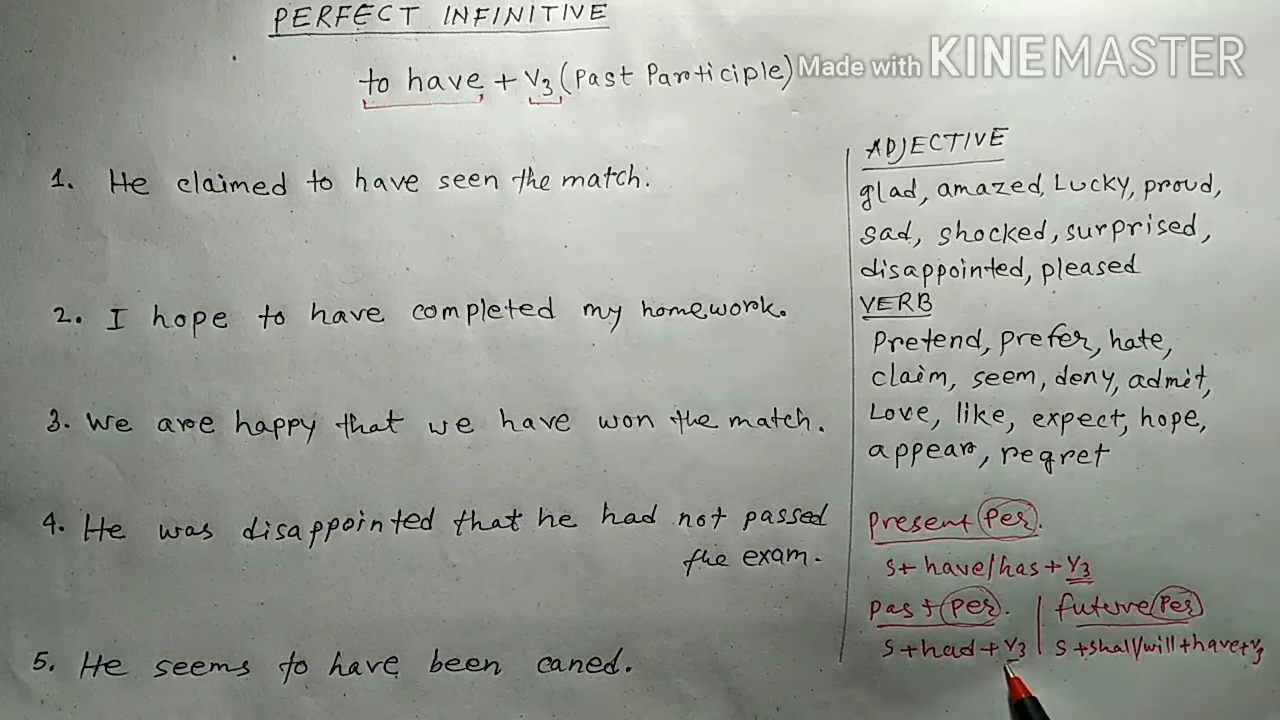 PERFECT INFINITIVE
to have + V3 (Past Participle)
Made with KINEMASTER
1. He claimed to have seen the match.
2. I hope to have completed my homework.
3. We are happy that we have won the match.
4. He was disappointed that he had not passed
the exam.
5. He seems to have been caned.
ADJECTIVE
glad, amazed, Lucky, proud,
sad, shocked, surprised,
disappointed, pleased
VERB
Pretend, prefer, hate,
claim, seem, deny, admit,
Love, like, expect, hope,
appear, regret
present Per.
S+ have/has + V3
past Per. | future Per
S + had + V3 | S + shall/will + have + V3